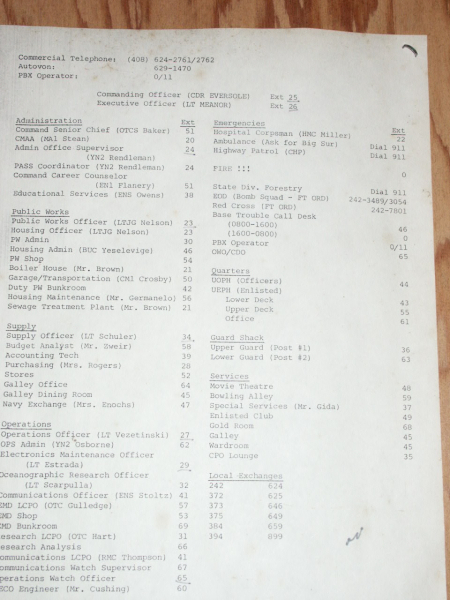 Commercial Telephone: (408) 624-2761/2762
Autovon: 629-1470
PBX Operator: 0/11
Commanding Officer (CDR EVERSOLE) Ext 25
Executive Officer (LT MEANOR) Ext 26
Administration Ext
Command Senior Chief (OTCS Baker) 51
CMAA (MA1 Stean) 20
Admin Office Supervisor 24
(YN2 Rendleman)
PASS Coordinator (YN2 Rendleman) 24
Command Career Counselor
(EN1 Flanery) 51
Educational Services (ENS Owens) 38
Public Works
Public Works Officer (LTJG Nelson) 23
Housing Officer (LTJG Nelson) 23
PW Admin 30
Housing Admin (BUC Yeselevige) 46
PW Shop 54
Boiler House (Mr. Brown) 21
Garage/Transportation (CM1 Crosby) 50
Duty PW Bunkroom 42
Housing Maintenance (Mr. Germanelo) 56
Sewage Treatment Plant (Mr. Brown) 21
Supply
Supply Officer (LT Schuler) 34
Budget Analyst (Mr. Zweir) 58
Accounting Tech 39
Purchasing (Mrs. Rogers) 28
Stores 52
Galley Office 64
Galley Dining Room 45
Navy Exchange (Mrs. Enochs) 47
Operations
Operations Officer (LT Vezetinski) 27
OPS Admin (YN2 Osborne) 62
Electronics Maintenance Officer
(LT Estrada) 29
Oceanographic Research Officer
(LT Scarpulla) 32
Communications Officer (ENS Stoltz) 41
EMD LCPO (OTC Gulledge) 57
EMD Shop 53
EMD Bunkroom 69
Research LCPO (OTC Hart) 31
Research Analysis 66
Communications LCPO (RMC Thompson) 41
Communications Watch Supervisor 67
Operations Watch Officer 65
ECO Engineer (Mr. Cushing) 60
Emergencies Ext
Hospital Corpsman (HMC Miller) 22
Ambulance (Ask for Big Sur) Dial 911
Highway Patrol (CHP) Dial 911
FIRE !!! 0
State Div. Forestry Dial 911
EOD (Bomb Squad - FT ORD) 242-3489/3054
Red Cross (FT ORD) 242-7801
Base Trouble Call Desk
(0800-1600) 46
(1600-0800) 0
PBX Operator 0/11
OWO/CDO 65
Quarters
UOPH (Officers) 44
UEPH (Enlisted)
Lower Deck 43
Upper Deck 55
Office 61
Guard Shack
Upper Guard (Post #1) 36
Lower Guard (Post #2) 63
Services
Movie Theatre 48
Bowling Alley 59
Special Services (Mr. Gida) 37
Enlisted Club 49
Gold Room 68
Galley 45
Wardroom 45
CPO Lounge 35
Local Exchanges
242 624
372 625
373 646
375 649
384 659
394 899